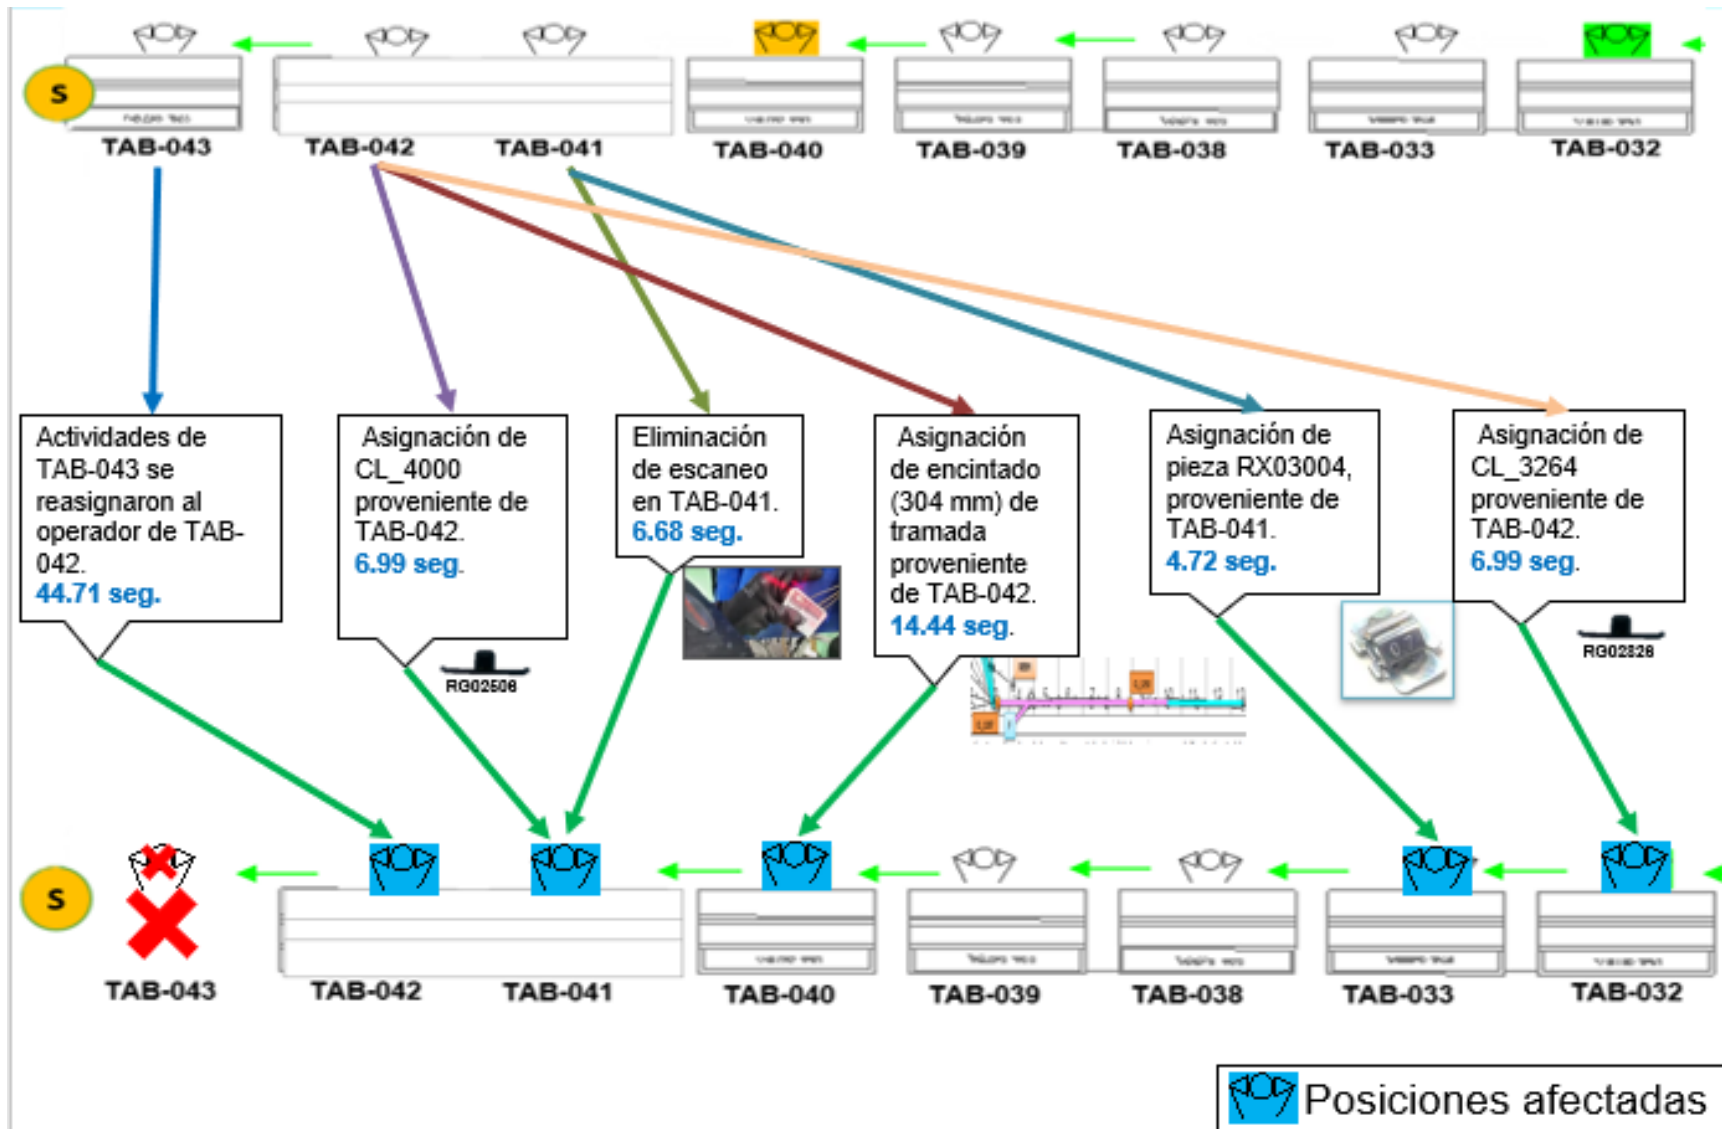 S
TAB-043
TAB-042
TAB-041
TAB-040
TAB-039
TAB-038
TAB-033
TAB-032
Actividades de
TAB-043 se
reasignaron al
operador de TAB-
042.
44.71 seg.
Asignación de
CL_4000
proveniente de
TAB-042.
6.99 seg.
RG02506
Eliminación
de escaneo
en TAB-041.
6.68 seg.
Asignación
de encintado
(304 mm) de
tramada
proveniente
de TAB-042.
14.44 seg.
Asignación de
pieza RX03004,
proveniente de
TAB-041.
4.72 seg.
Asignación de
CL_3264
proveniente de
TAB-042.
6.99 seg.
RG02826
S
TAB-043
TAB-042
TAB-041
TAB-040
TAB-039
TAB-038
TAB-033
TAB-032
Posiciones afectadas